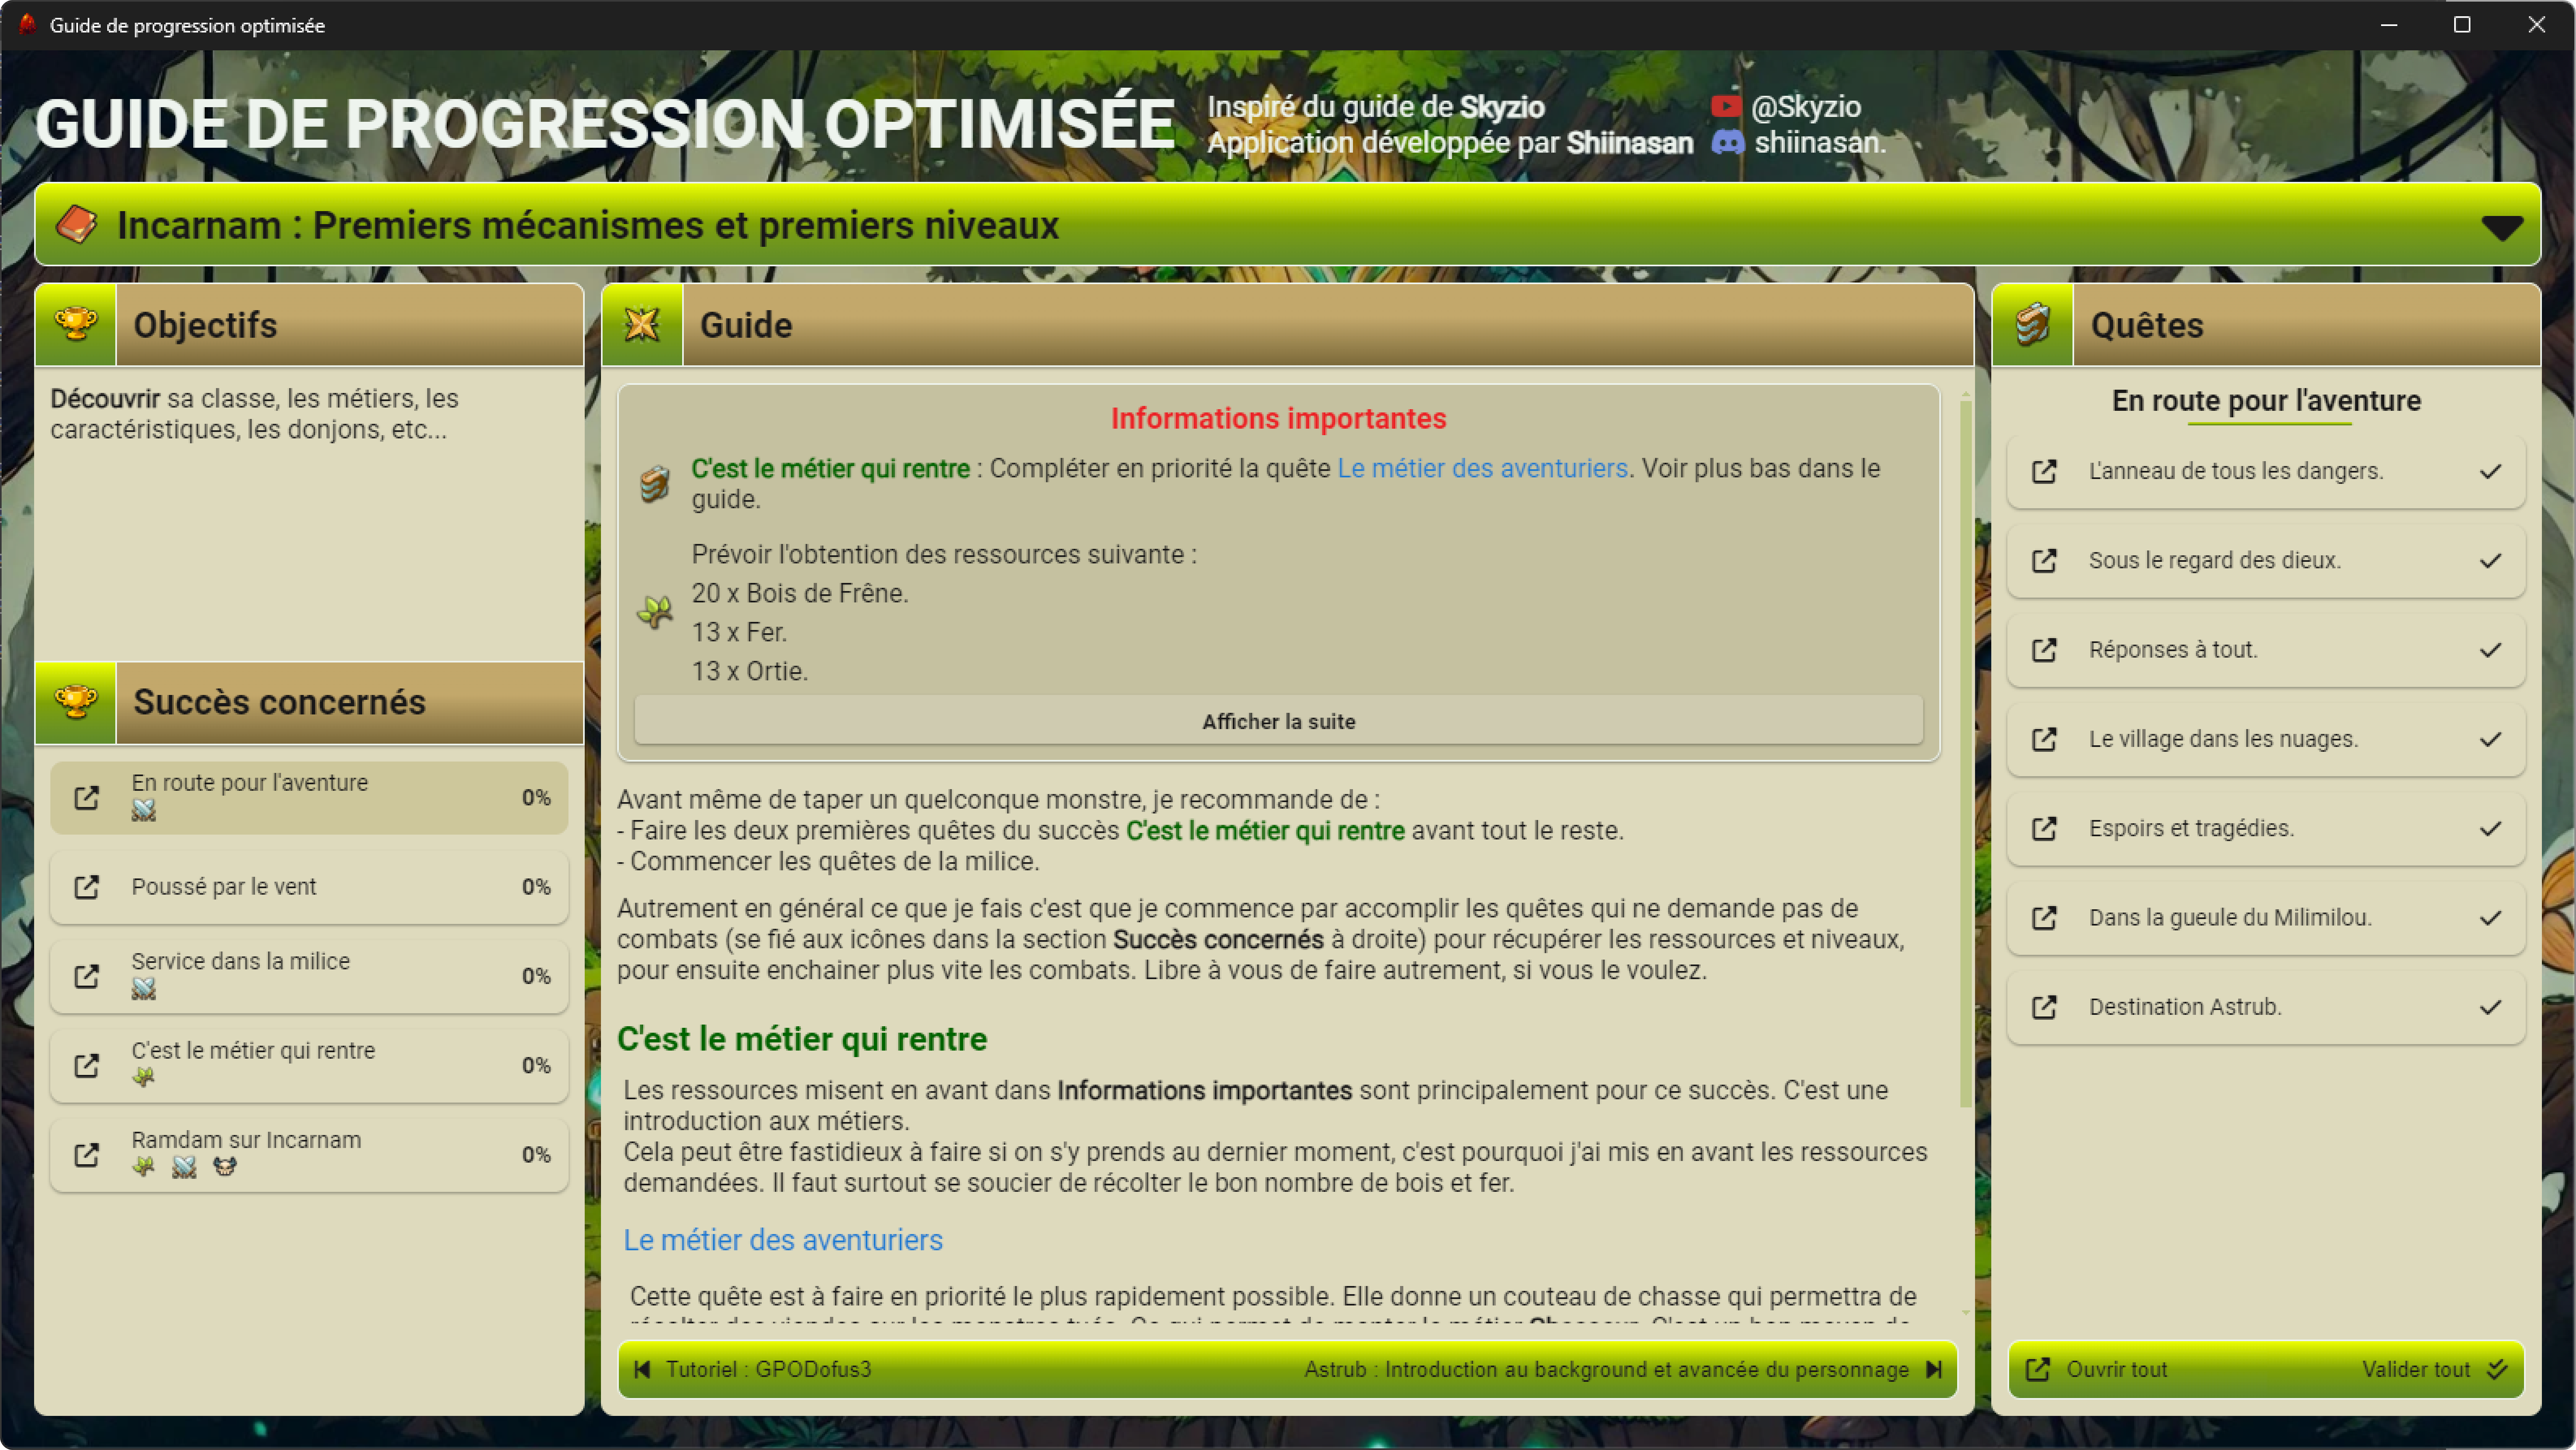 Guide de progression optimisée
GUIDE DE PROGRESSION OPTIMISÉE
Inspiré du guide de Skyzio
@Skyzio
Application développée par Shiinasan
shiinasan.
Incarnam : Premiers mécanismes et premiers niveaux
Objectifs
Découvrir sa classe, les métiers, les
caractéristiques, les donjons, etc...
Succès concernés
En route pour l'aventure
0%
Poussé par le vent
0%
Service dans la milice
0%
C'est le métier qui rentre
0%
Ramdam sur Incarnam
0%
Guide
Informations importantes
C'est le métier qui rentre : Compléter en priorité la quête Le métier des aventuriers. Voir plus bas dans le
guide.
Prévoir l'obtention des ressources suivante :
20 x Bois de Frêne.
13 x Fer.
13 x Ortie.
Afficher la suite
Avant même de taper un quelconque monstre, je recommande de :
- Faire les deux premières quêtes du succès C'est le métier qui rentre avant tout le reste.
- Commencer les quêtes de la milice.
Autrement en général ce que je fais c'est que je commence par accomplir les quêtes qui ne demande pas de
combats (se fié aux icônes dans la section Succès concernés à droite) pour récupérer les ressources et niveaux,
pour ensuite enchainer plus vite les combats. Libre à vous de faire autrement, si vous le voulez.
C'est le métier qui rentre
Les ressources misent en avant dans Informations importantes sont principalement pour ce succès. C'est une
introduction aux métiers.
Cela peut être fastidieux à faire si on s'y prends au dernier moment, c'est pourquoi j'ai mis en avant les ressources
demandées. Il faut surtout se soucier de récolter le bon nombre de bois et fer.
Le métier des aventuriers
Cette quête est à faire en priorité le plus rapidement possible. Elle donne un couteau de chasse qui permettra de
Tutoriel : GPODofus3
Astrub : Introduction au background et avancée du personnage
Quêtes
En route pour l'aventure
L'anneau de tous les dangers.
Sous le regard des dieux.
Réponses à tout.
Le village dans les nuages.
Espoirs et tragédies.
Dans la gueule du Milimilou.
Destination Astrub.
Ouvrir tout
Valider tout